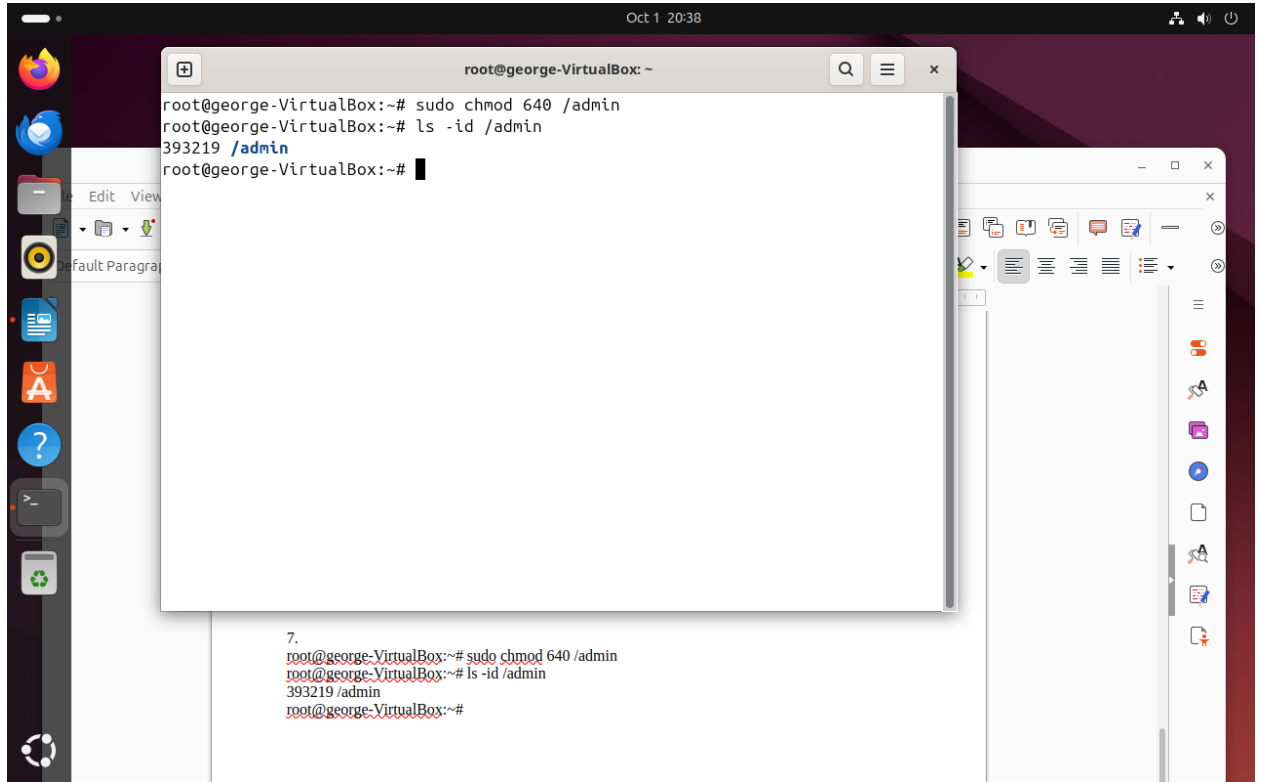 Oct 1 20:38
root@george-VirtualBox: ~
root@george-VirtualBox:~# sudo chmod 640 /admin
root@george-VirtualBox:~# ls -id /admin
393219 /admin
root@george-VirtualBox:~#
Edit View
Default Paragra
7.
root@george-VirtualBox:~# sudo chmod 640 /admin
root@george-VirtualBox:~# ls -id /admin
393219 /admin
root@george-VirtualBox:~#